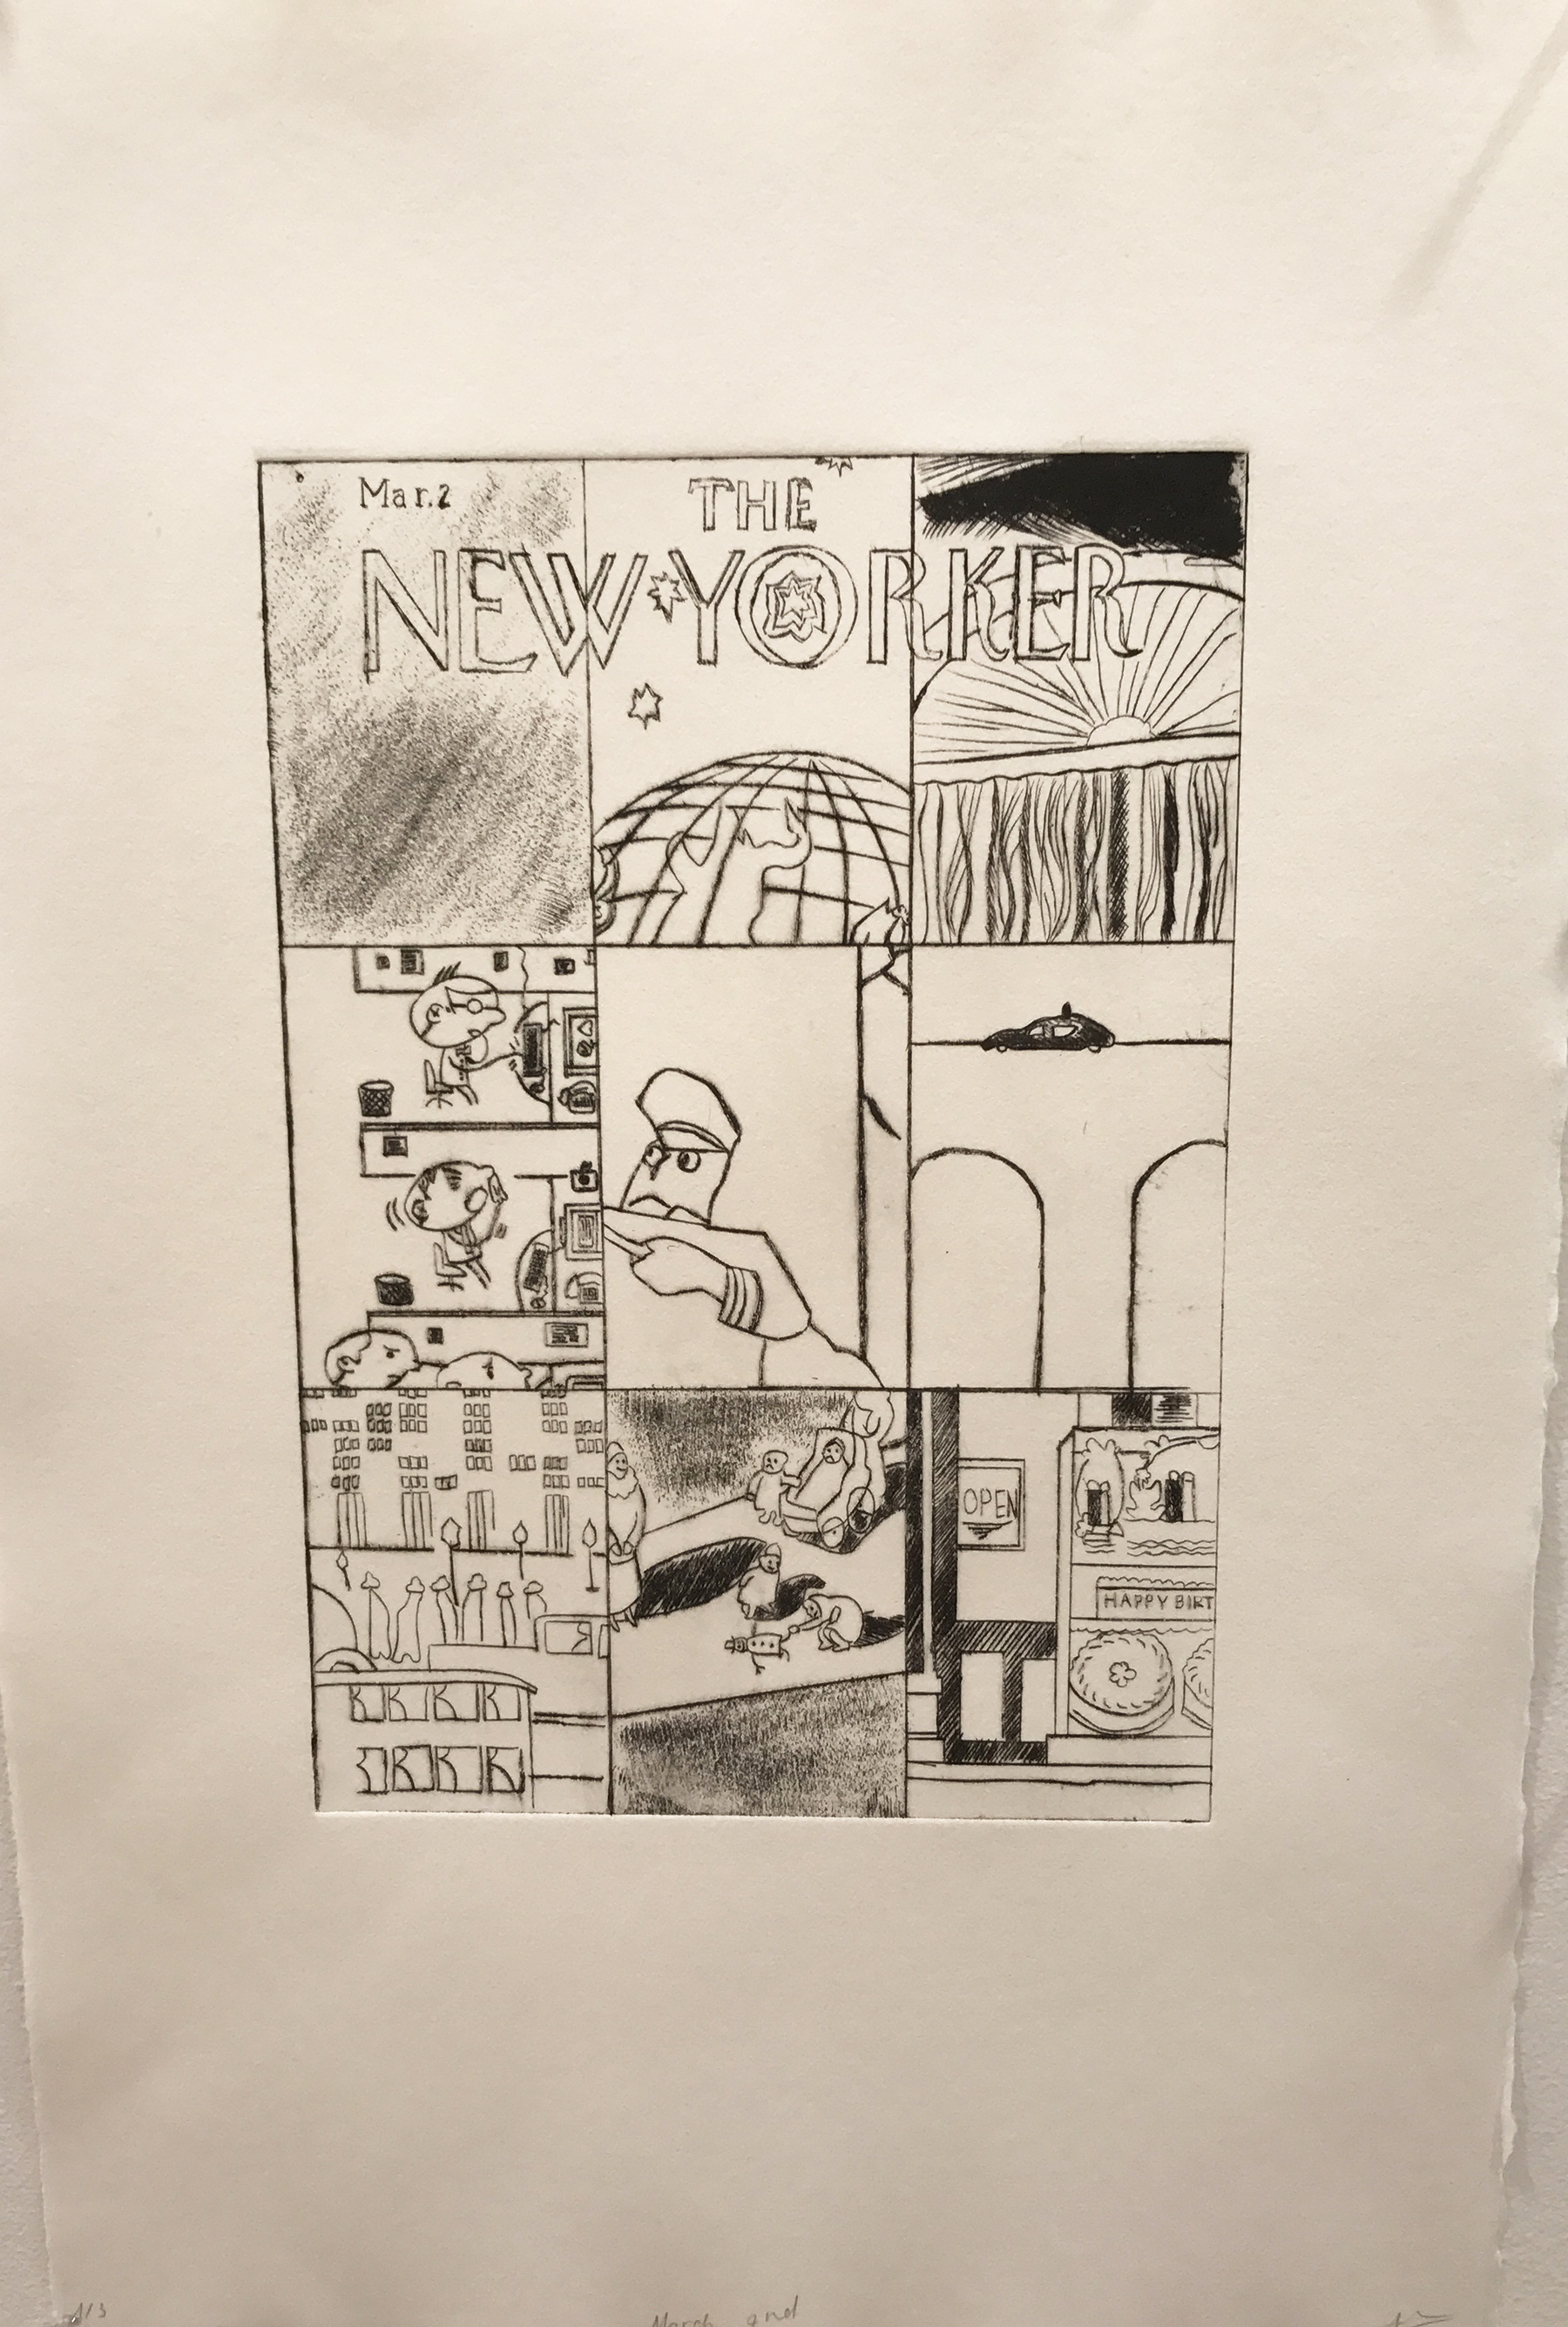 Mar.2
THE
NEW YORKER
OPEN
HAPPY BIRT
1/3
March 2nd